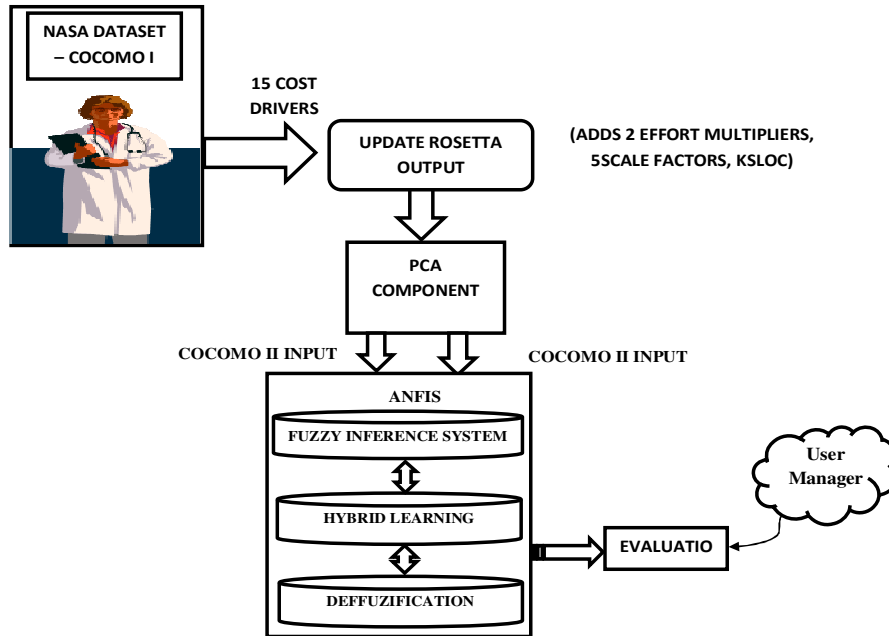 NASA DATASET
– COCOMO I
15 COST
DRIVERS
UPDATE ROSETTA
OUTPUT
(ADDS 2 EFFORT MULTIPLIERS,
5SCALE FACTORS, KSLOC)
PCA
COMPONENT
COCOMO II INPUT
COCOMO II INPUT
ANFIS
FUZZY INFERENCE SYSTEM
HYBRID LEARNING
DEFFUZIFICATION
EVALUATIO
User
Manager